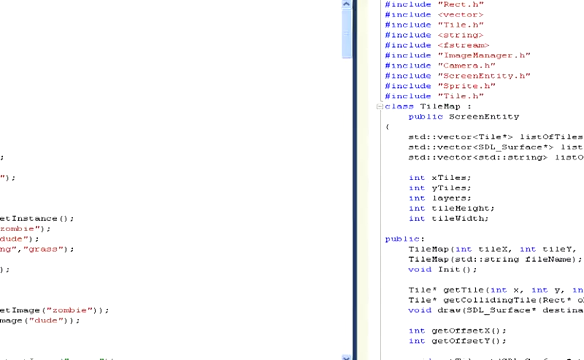 ;
");
etInstance();
zombie");
dude");
ng","grass");
);
etImage("zombie"));
mage("dude"));
#include "Rect.h"
#include <vector>
#include "Tile.h"
#include <string>
#include <fstream>
#include "ImageManager.h"
#include "Camera.h"
#include "ScreenEntity.h"
#include "Sprite.h"
#include "Tile.h"
class TileMap :
public ScreenEntity
{
std::vector<Tile*> listOfTiles
std::vector<SDL_Surface*> list
std::vector<std::string> listO
int xTiles;
int yTiles;
int layers;
int tileHeight;
int tileWidth;
public:
TileMap(int tileX, int tileY,
TileMap(std::string fileName);
void Init();
Tile* getTile(int x, int y, in
Tile* getCollidingTile(Rect* o
void draw(SDL_Surface* destina
int getOffsetX();
int getOffsetY();